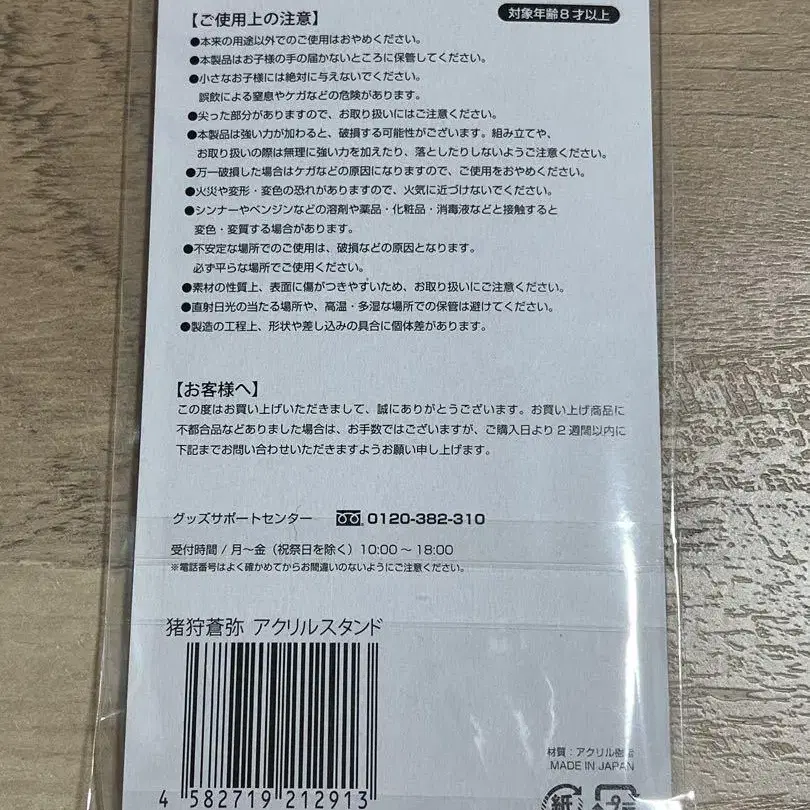 【ご使用上の注意】
対象年齢8才以上
●本来の用途以外でのご使用はおやめください。
●本製品はお子様の手の届かないところに保管してください。
●小さなお子様には絶対に与えないでください。
誤飲による窒息やケガなどの危険があります。
●尖った部分がありますので、お取り扱いにはご注意ください。
●本製品は強い力が加わると、破損する可能性がございます。組み立てや、
お取り扱いの際は無理に強い力を加えたり、落としたりしないようご注意ください。
●万一破損した場合はケガなどの原因になりますので、ご使用をおやめください。
●火災や変形・変色の恐れがありますので、火気に近づけないでください。
●シンナーやベンジンなどの溶剤や薬品・化粧品・消毒液などと接触すると
変色・変質する場合があります。
●不安定な場所でのご使用は、破損などの原因となります。
必ず平らな場所でご使用ください。
●素材の性質上、表面に傷がつきやすいため、お取り扱いにご注意ください。
●直射日光の当たる場所や、高温・多湿な場所での保管は避けてください。
●製造の工程上、形状や差し込みの具合に個体差があります。
【お客様へ】
この度はお買い上げいただきまして、誠にありがとうございます。お買い上げ商品に
不都合品などありました場合は、お手数ではございますが、ご購入日より2週間以内に
下記までお問い合わせいただきますようお願い申し上げます。
グッズサポートセンター 0120-382-310
受付時間/月〜金（祝祭日を除く）10:00〜18:00
※電話番号はよく確かめてからお間違いのないようにご注意ください。
猪狩蒼弥 アクリルスタンド
4 582719 212913
材質：アクリル樹脂
MADE IN JAPAN
紙